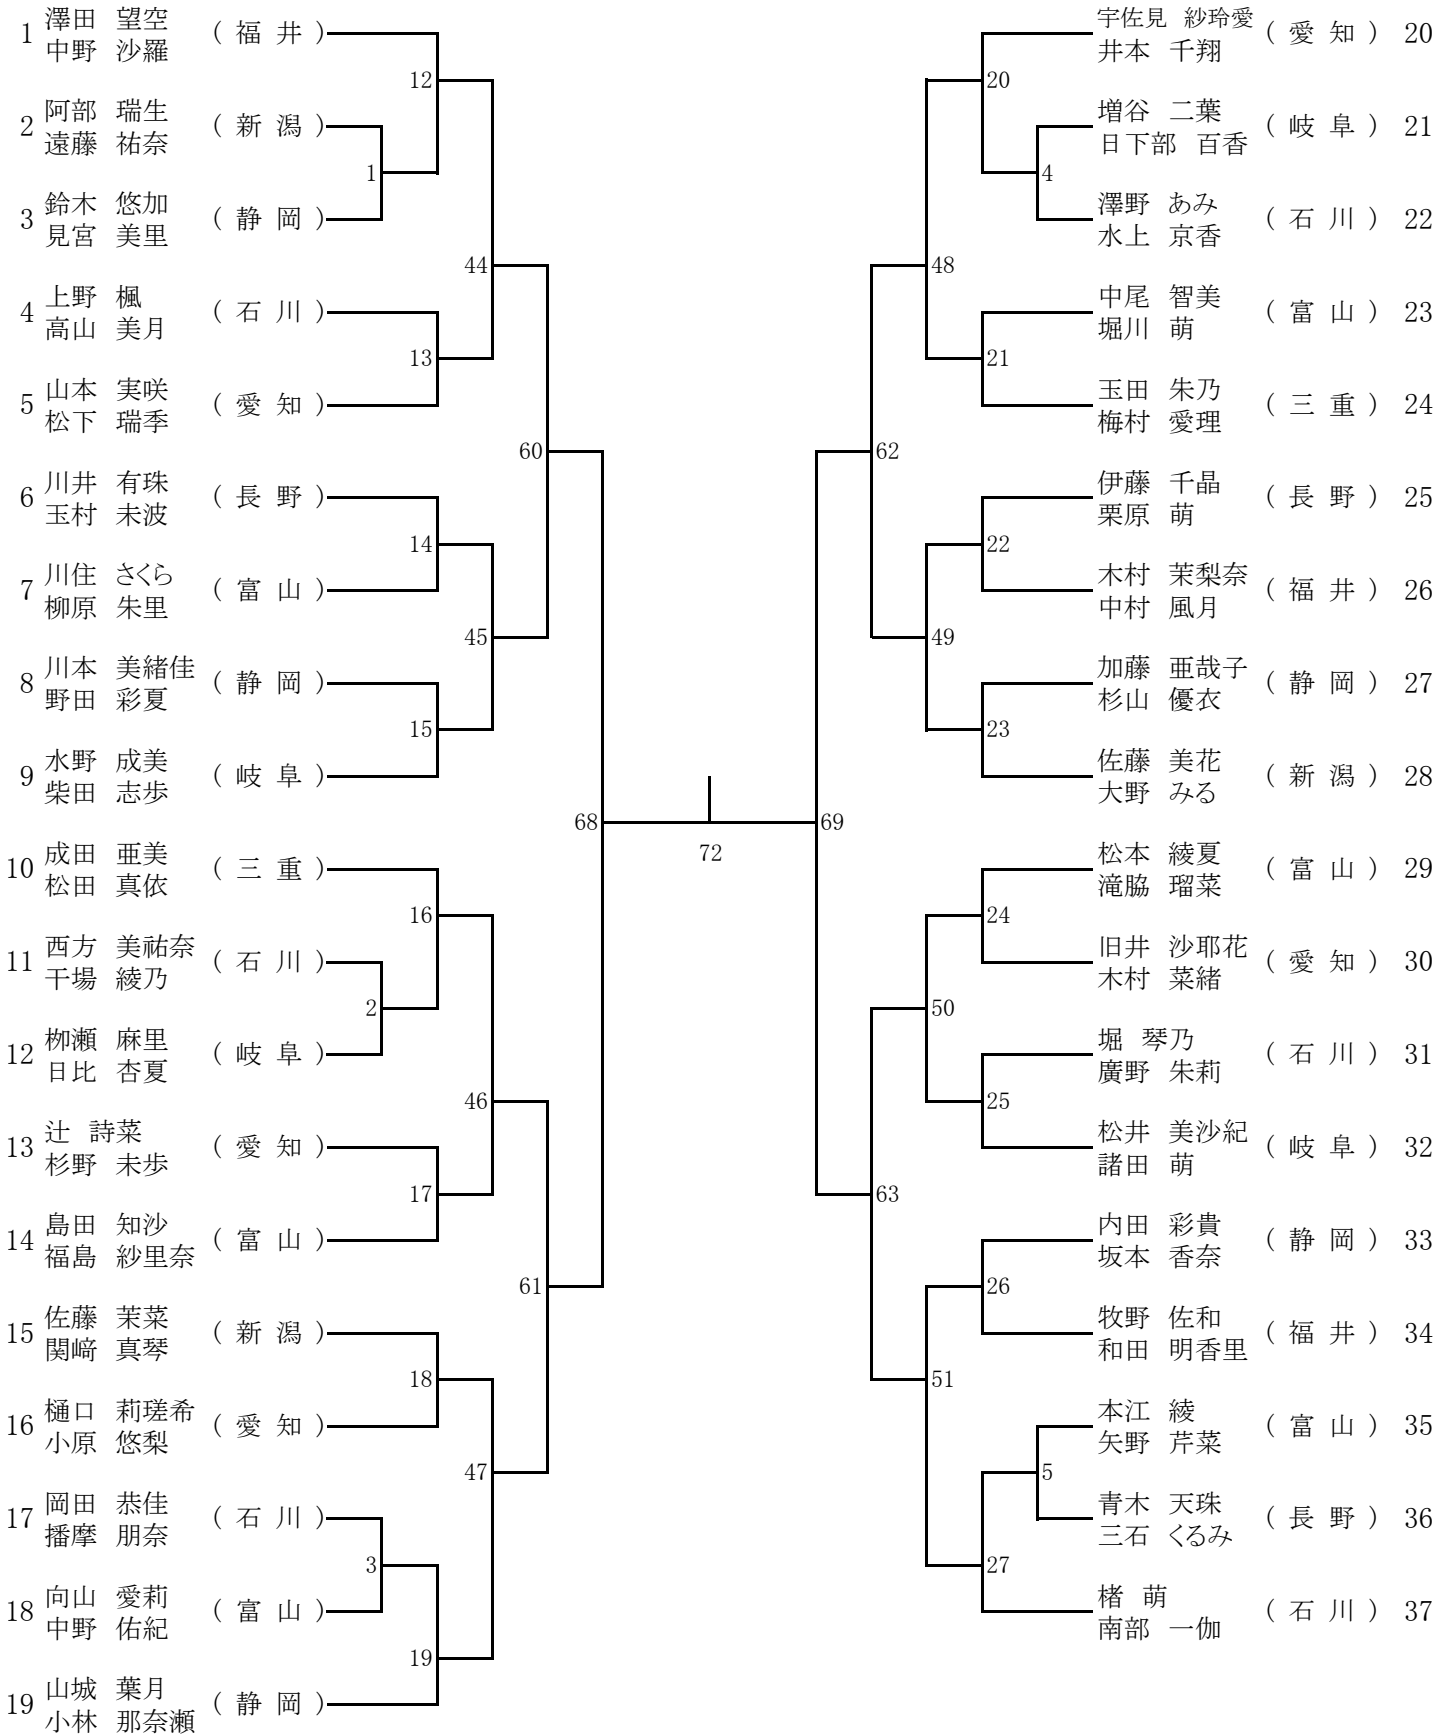 1 澤田 望空 ( 福 井 )
中野 沙羅
2 阿部 瑞生 ( 新 潟 )
遠藤 祐奈
3 鈴木 悠加 ( 静 岡 )
見宮 美里
4 上野 楓 ( 石 川 )
高山 美月
5 山本 実咲 ( 愛 知 )
松下 瑞季
6 川井 有珠 ( 長 野 )
玉村 未波
7 川住 さくら ( 富 山 )
柳原 朱里
8 川本 美緒佳 ( 静 岡 )
野田 彩夏
9 水野 成美 ( 岐 阜 )
柴田 志歩
10 成田 亜美 ( 三 重 )
松田 真依
11 西方 美祐奈 ( 石 川 )
干場 綾乃
12 栁瀬 麻里 ( 岐 阜 )
日比 杏夏
13 辻 詩菜 ( 愛 知 )
杉野 未歩
14 島田 知沙 ( 富 山 )
福島 紗里奈
15 佐藤 茉菜 ( 新 潟 )
関﨑 真琴
16 樋口 莉瑳希 ( 愛 知 )
小原 悠梨
17 岡田 恭佳 ( 石 川 )
播摩 朋奈
18 向山 愛莉 ( 富 山 )
中野 佑紀
19 山城 葉月 ( 静 岡 )
小林 那奈瀬
12
1
44
13
60
14
45
15
68
16
2
46
17
61
18
47
3
19
72
20
4
48
21
62
22
49
23
69
24
50
25
63
26
51
5
27
宇佐見 紗玲愛 ( 愛 知 ) 20
井本 千翔
増谷 二葉 ( 岐 阜 ) 21
日下部 百香
澤野 あみ ( 石 川 ) 22
水上 京香
中尾 智美 ( 富 山 ) 23
堀川 萌
玉田 朱乃 ( 三 重 ) 24
梅村 愛理
伊藤 千晶 ( 長 野 ) 25
栗原 萌
木村 茉梨奈 ( 福 井 ) 26
中村 風月
加藤 亜哉子 ( 静 岡 ) 27
杉山 優衣
佐藤 美花 ( 新 潟 ) 28
大野 みる
松本 綾夏 ( 富 山 ) 29
滝脇 瑠菜
旧井 沙耶花 ( 愛 知 ) 30
木村 菜緒
堀 琴乃 ( 石 川 ) 31
廣野 朱莉
松井 美沙紀 ( 岐 阜 ) 32
諸田 萌
内田 彩貴 ( 静 岡 ) 33
坂本 香奈
牧野 佐和 ( 福 井 ) 34
和田 明香里
本江 綾 ( 富 山 ) 35
矢野 芹菜
青木 天珠 ( 長 野 ) 36
三石 くるみ
楮 萌 ( 石 川 ) 37
南部 一伽